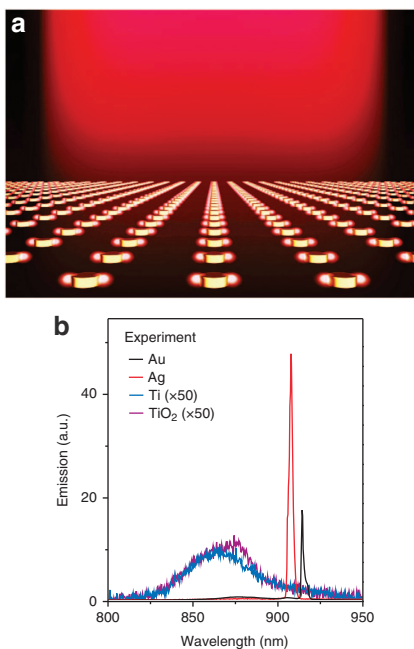 a
b
Experiment
Au
Ag
Ti (×50)
TiO₂ (×50)
Emission (a.u.)
40
20
0
800
850
900
950
Wavelength (nm)